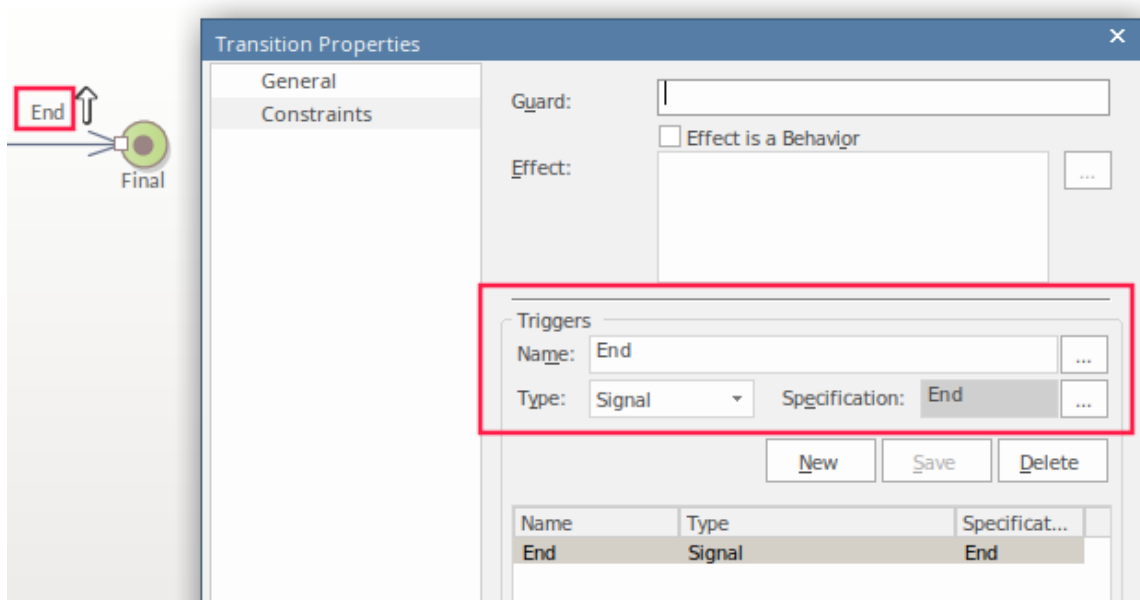 Transition Properties
General
Constraints
End
Final
Guard:
Effect is a Behavior
Effect:
...
Triggers
Name: End ...
Type: Signal Specification: End ...
New Save Delete
Name Type Specificat...
End Signal End